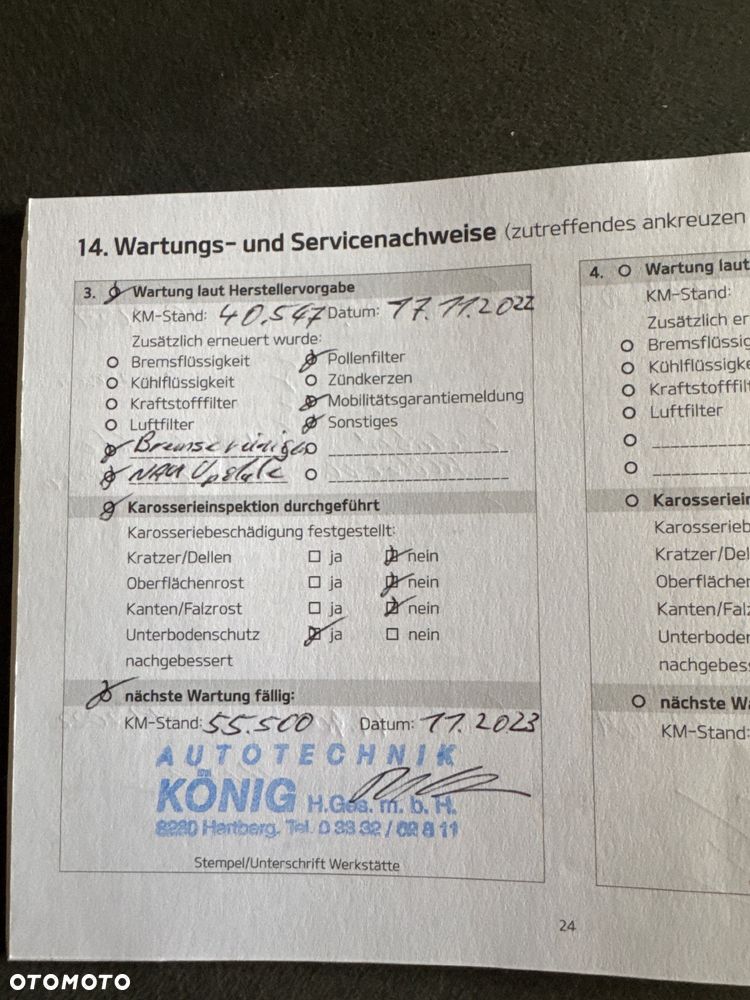 14. Wartungs- und Servicenachweise (zutreffendes ankreuzen
3. Wartung laut Herstellervorgabe
KM-Stand: 40.547 Datum: 17.11.2022
Zusätzlich erneuert wurde:
Bremsflüssigkeit Pollenfilter
Kühlflüssigkeit Zündkerzen
Kraftstofffilter Mobilitätsgarantiemeldung
Luftfilter Sonstiges
Bremse reinigen
Update
Karosserieinspektion durchgeführt
Karosseriebeschädigung festgestellt:
Kratzer/Dellen ja nein
Oberflächenrost ja nein
Kanten/Falzrost ja nein
Unterbodenschutz ja nein
nachgebessert
nächste Wartung fällig:
KM-Stand: 55.500 Datum: 11.2023
AUTOTECHNIK
KÖNIG H.Ges.m.b.H.
8230 Hartberg, Tel. 0 33 32 / 62 8 11
Stempel/Unterschrift Werkstätte
4. Wartung laut
KM-Stand:
Zusätzlich er
Bremsflüssig
Kühlflüssigke
Kraftstofffilt
Luftfilter
Karosserieir
Karosserieb
Kratzer/Del
Oberflächen
Kanten/Falz
Unterboden
nachgebess
nächste Wa
KM-Stand:
24
OTOMOTO